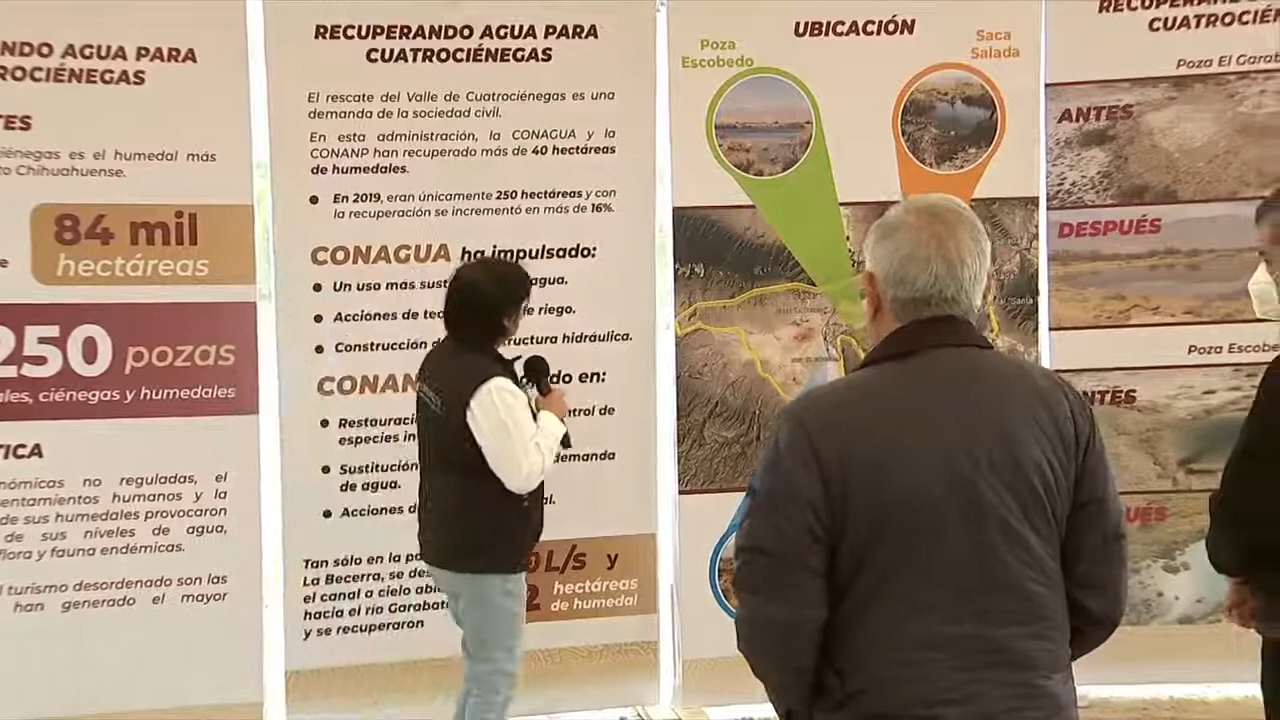 NDO AGUA PARA
ROCIÉNEGAS
TES
iénegas es el humedal más
to Chihuahuense.
84 mil
hectáreas
e
250 pozas
ales, ciénegas y humedales
TICA
nómicas no reguladas, el
entamientos humanos y la
de sus humedales provocaron
de sus niveles de agua,
flora y fauna endémicas.
l turismo desordenado son las
han generado el mayor
RECUPERANDO AGUA PARA
CUATROCIÉNEGAS
El rescate del Valle de Cuatrociénegas es una
demanda de la sociedad civil.
En esta administración, la CONAGUA y la
CONANP han recuperado más de 40 hectáreas
de humedales.
En 2019, eran únicamente 250 hectáreas y con
la recuperación se incrementó en más de 16%.
CONAGUA ha impulsado:
Un uso más sust agua.
Acciones de tec de riego.
Construcción d ructura hidráulica.
CONAN do en:
Restauraci ntrol de
especies in
Sustitución demanda
de agua.
Acciones d al.
Tan sólo en la po
La Becerra, se des
el canal a cielo abi
hacia el río Garabat
y se recuperaron
0 L/s y
2 hectáreas
de humedal
UBICACIÓN
Poza
Escobedo
Saca
Salada
RECUPERAN
CUATROCIÉN
Poza El Garab
ANTES
DESPUÉS
Poza Escobe
NTES
UÉS